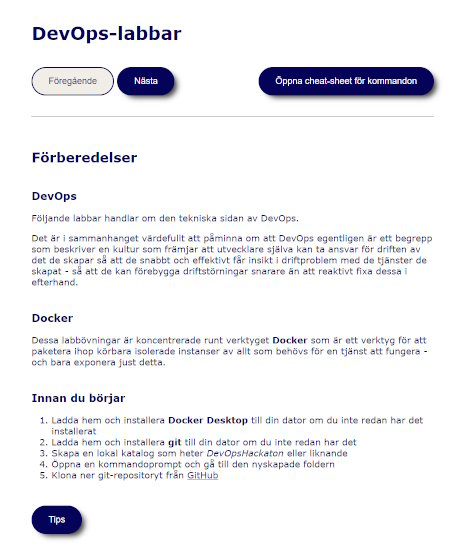 DevOps-labbar
Föregående Nästa Öppna cheat-sheet för kommandon
Förberedelser
DevOps
Följande labbar handlar om den tekniska sidan av DevOps.
Det är i sammanhanget värdefullt att påminna om att DevOps egentligen är ett begrepp
som beskriver en kultur som främjar att utvecklare själva kan ta ansvar för driften av
det de skapar så att de snabbt och effektivt får insikt i driftproblem med de tjänster de
skapat - så att de kan förebygga driftstörningar snarare än att reaktivt fixa dessa i
efterhand.
Docker
Dessa labbövningar är koncentrerade runt verktyget Docker som är ett verktyg för att
paketera ihop körbara isolerade instanser av allt som behövs för en tjänst att fungera -
och bara exponera just detta.
Innan du börjar
1. Ladda hem och installera Docker Desktop till din dator om du inte redan har det
installerat
2. Ladda hem och installera git till din dator om du inte redan har det
3. Skapa en lokal katalog som heter DevOpsHackaton eller liknande
4. Öppna en kommandoprompt och gå till den nyskapade foldern
5. Klona ner git-repositoryt från GitHub
Tips